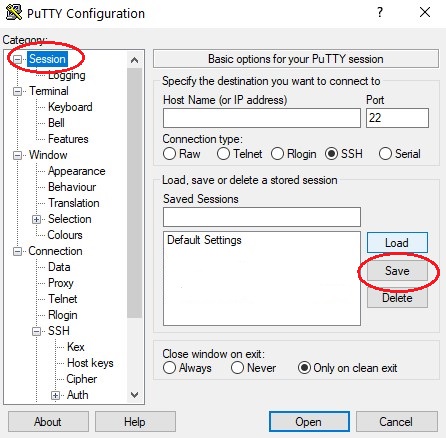 PuTTY Configuration
Category:
Session
Logging
Terminal
Keyboard
Bell
Features
Window
Appearance
Behaviour
Translation
Selection
Colours
Connection
Data
Proxy
Telnet
Rlogin
SSH
Kex
Host keys
Cipher
Auth
Basic options for your PuTTY session
Specify the destination you want to connect to
Host Name (or IP address) Port
22
Connection type:
Raw Telnet Rlogin SSH Serial
Load, save or delete a stored session
Saved Sessions
Default Settings
Load
Save
Delete
Close window on exit:
Always Never Only on clean exit
About Help Open Cancel